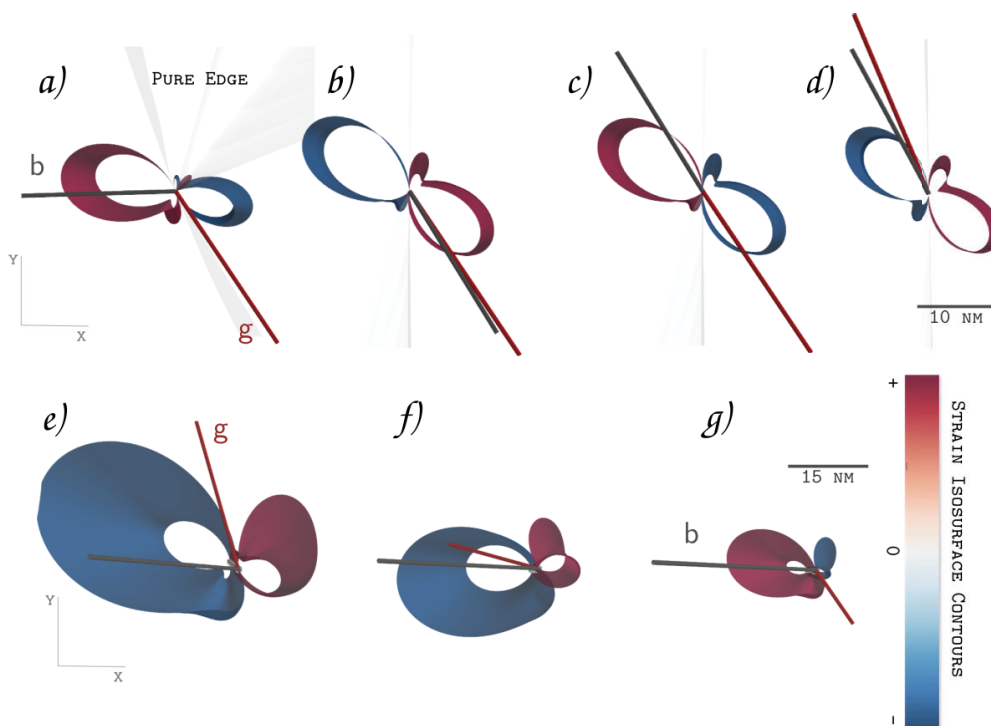 a)
PURE EDGE
b)
c)
d)
b
Y
X
g
10 NM
e)
g
f)
g)
15 NM
b
Y
X
+
0
-
STRAIN ISOSURFACE CONTOURS